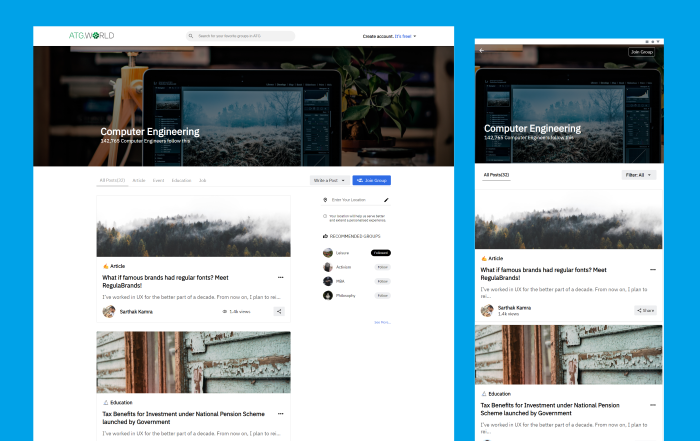 ATG.WORLD
Search for your favorite groups in ATG
Create account. It's free!
Computer Engineering
142,765 Computer Engineers follow this
All Posts(32) Article Event Education Job
Write a Post
Join Group
Enter Your Location
Your location will help us serve better
and extend a personalised experience.
RECOMMENDED GROUPS
Leisure Followed
Activism Follow
MBA Follow
Philosophy Follow
See More...
Article
What if famous brands had regular fonts? Meet
RegulaBrands!
I've worked in UX for the better part of a decade. From now on, I plan to rei...
Sarthak Kamra
1.4k views
Education
Tax Benefits for Investment under National Pension Scheme
launched by Government
I've worked in UX for the better part of a decade. From now on, I plan to rei...
Join Group
Computer Engineering
142,765 Computer Engineers follow this
All Posts(32)
Filter: All
Article
What if famous brands had regular fonts? Meet
RegulaBrands!
I've worked in UX for the better part of a decade. From now on, I plan to
rei...
Sarthak Kamra
1.4k views
Share
Education
Tax Benefits for Investment under National Pension
Scheme launched by Government
I've worked in UX for the better part of a decade. From now on, I plan to